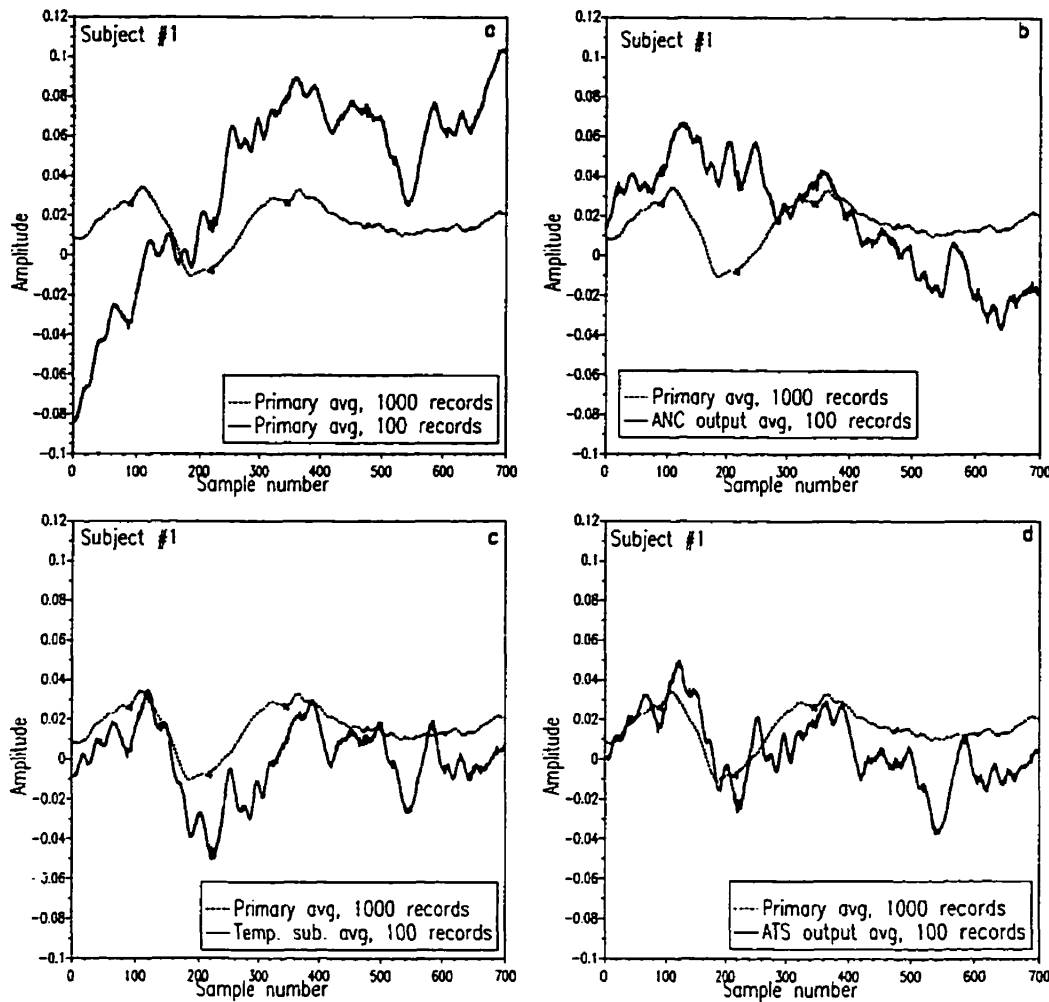 Subject #1 a
Amplitude
0.12
0.1
0.08
0.06
0.04
0.02
0
-0.02
-0.04
-0.06
-0.08
-0.1
Primary avg, 1000 records
Primary avg, 100 records
0 100 200 300 400 500 600 700
Sample number
Subject #1 b
Amplitude
0.12
0.1
0.08
0.06
0.04
0.02
0
-0.02
-0.04
-0.06
-0.08
-0.1
Primary avg, 1000 records
ANC output avg, 100 records
0 100 200 300 400 500 600 700
Sample number
Subject #1 c
Amplitude
0.12
0.1
0.08
0.06
0.04
0.02
0
-0.02
-0.04
-0.08
-0.1
Primary avg, 1000 records
Temp. sub. avg, 100 records
0 100 200 300 400 500 600 700
Sample number
Subject #1 d
Amplitude
0.12
0.1
0.08
0.06
0.04
0.02
0
-0.02
-0.04
-0.06
-0.08
-0.1
Primary avg, 1000 records
ATS output avg, 100 records
0 100 200 300 400 500 600 700
Sample number